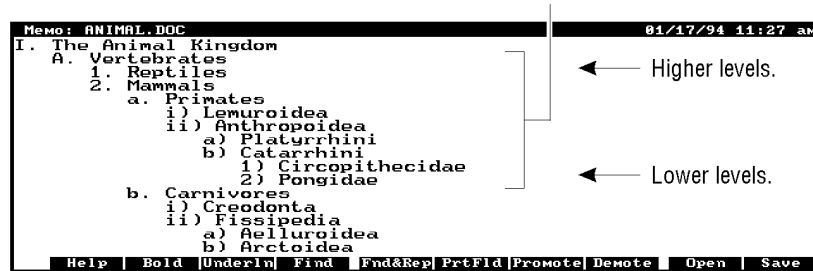 Memo: ANIMAL.DOC 01/17/94 11:27 am
I. The Animal Kingdom
A. Vertebrates
1. Reptiles
2. Mammals
a. Primates
i) Lemuroidea
ii) Anthropoidea
a) Platyrrhini
b) Catarrhini
1) Circopithecidae
2) Pongidae
b. Carnivores
i) Creodonta
ii) Fissipedia
a) Aelluroidea
b) Arctoidea
Higher levels.
Lower levels.
Help Bold Underln Find Fnd&Rep PrtFld Promote Demote Open Save